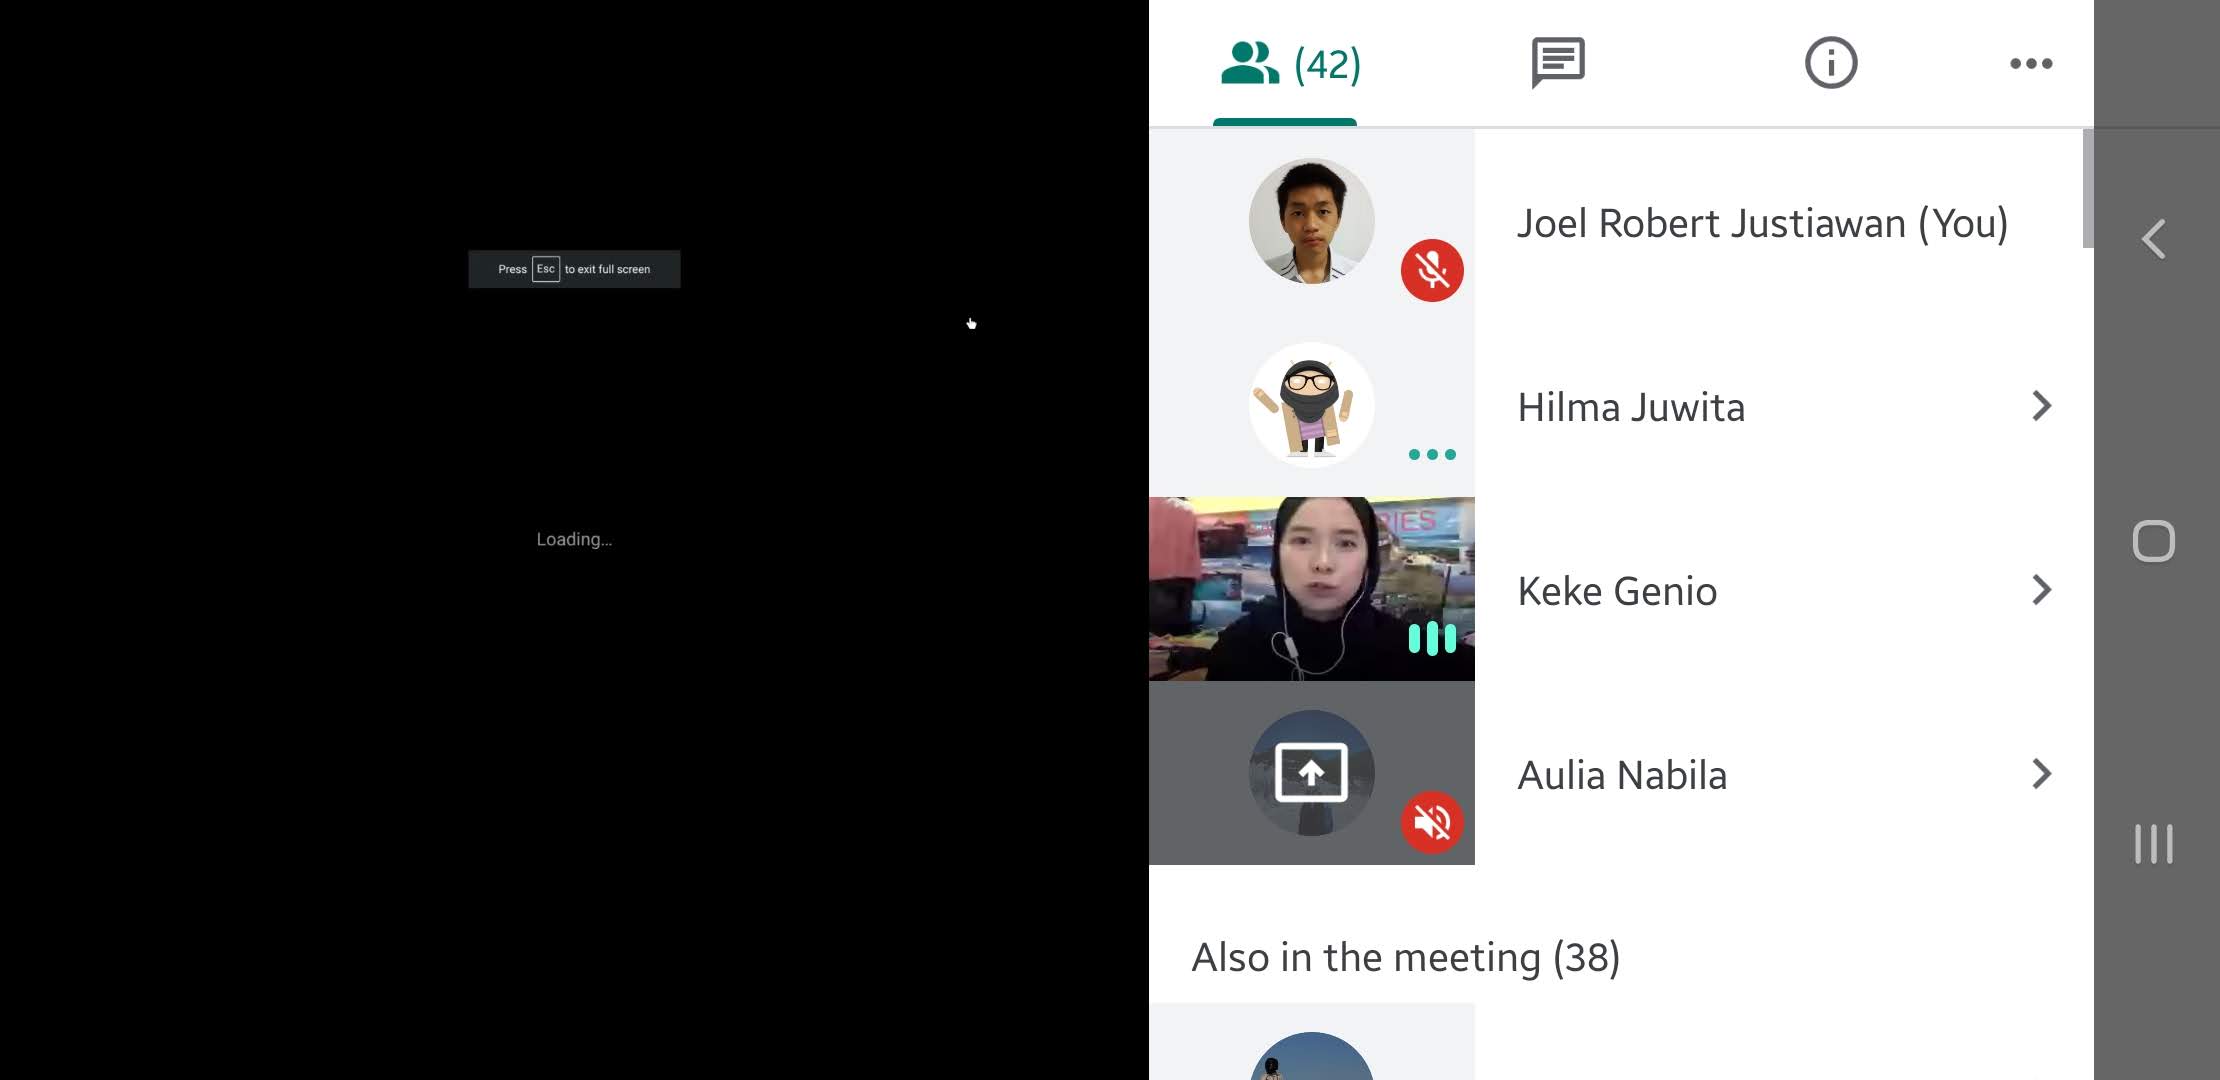 Press Esc to exit full screen
Loading...
(42)
Joel Robert Justiawan (You)
Hilma Juwita
RIES
Keke Genio
Aulia Nabila
Also in the meeting (38)